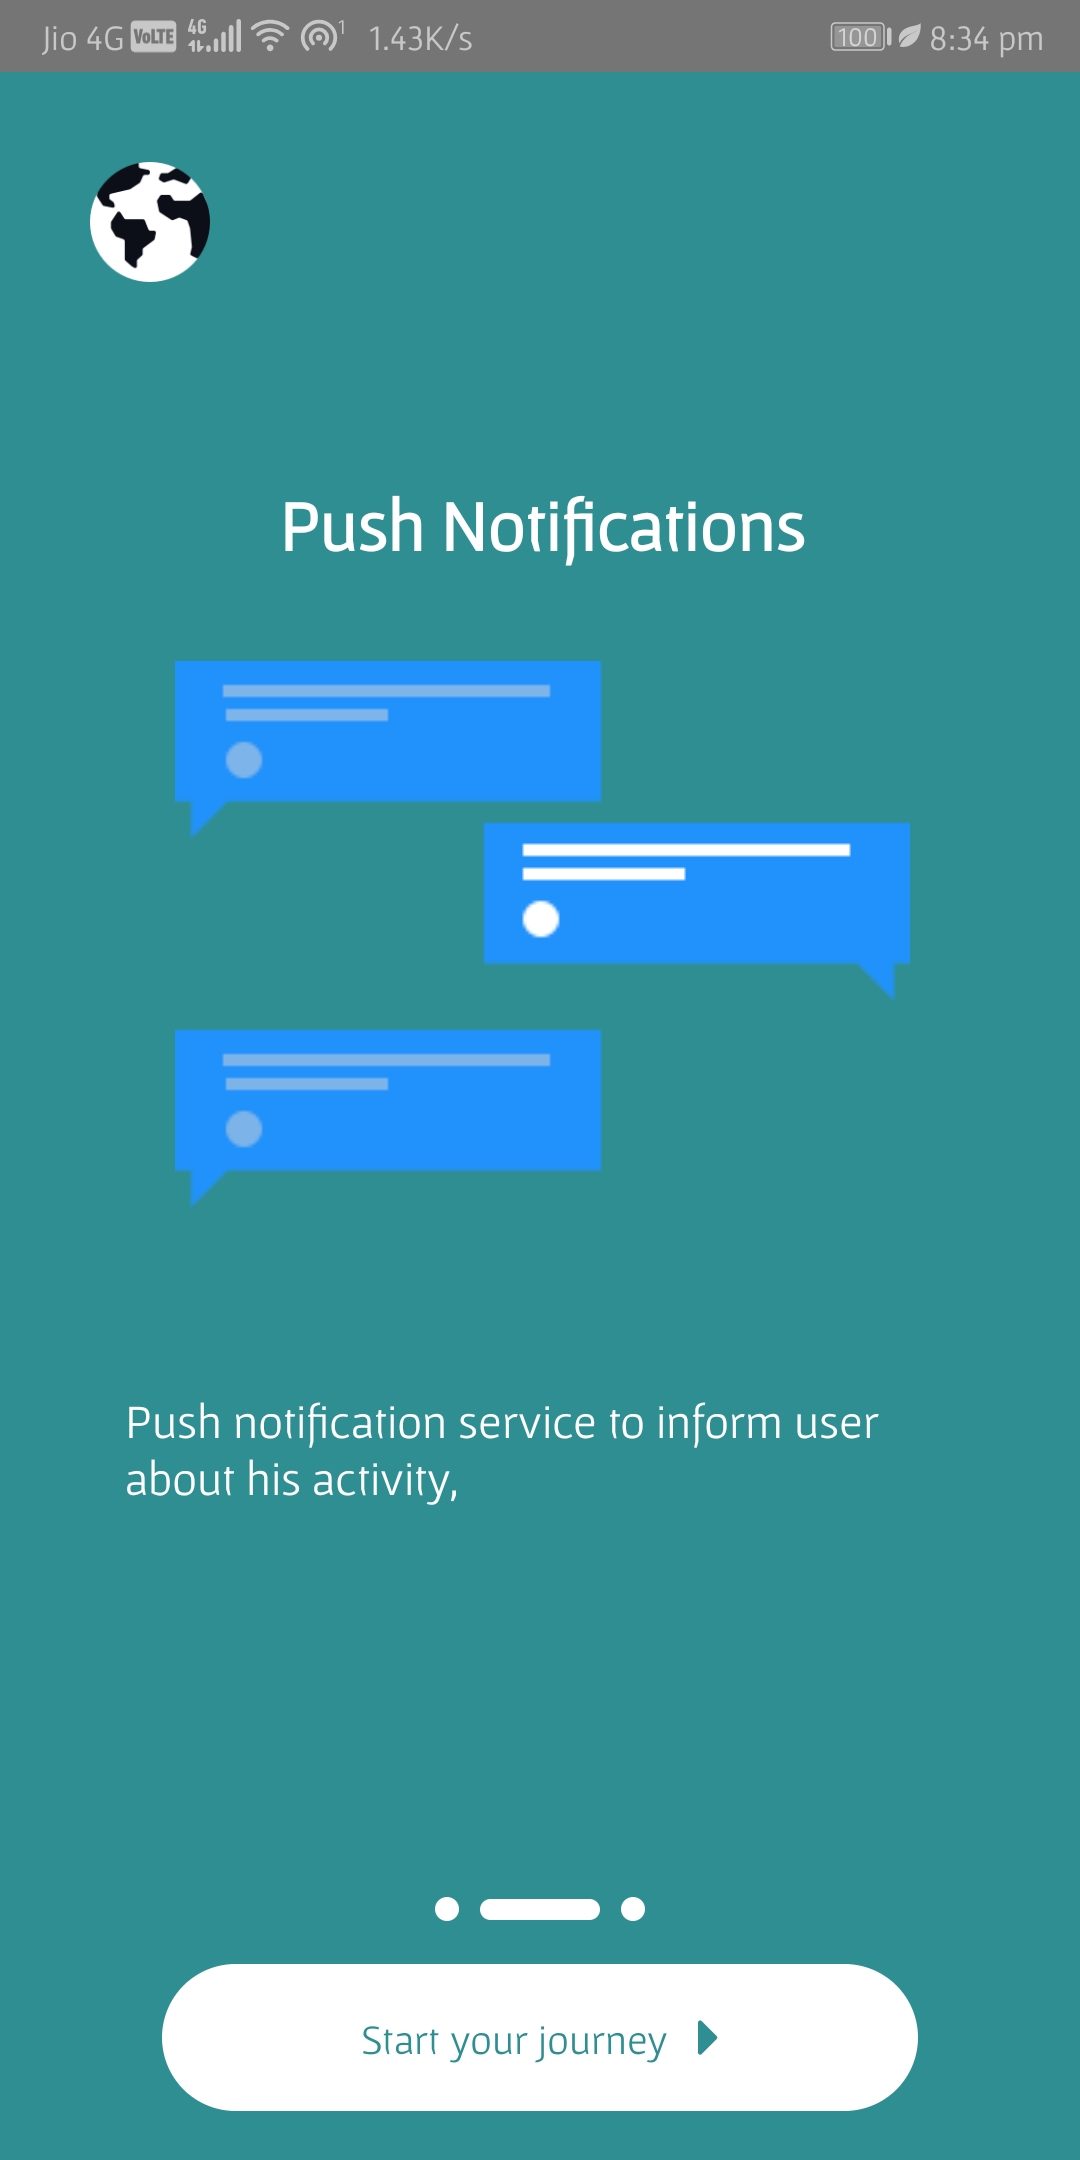 Jio 4G VoLTE 4G 1 1.43K/s 100 8:34 pm
Push Notifications
Push notification service to inform user
about his activity,
Start your journey